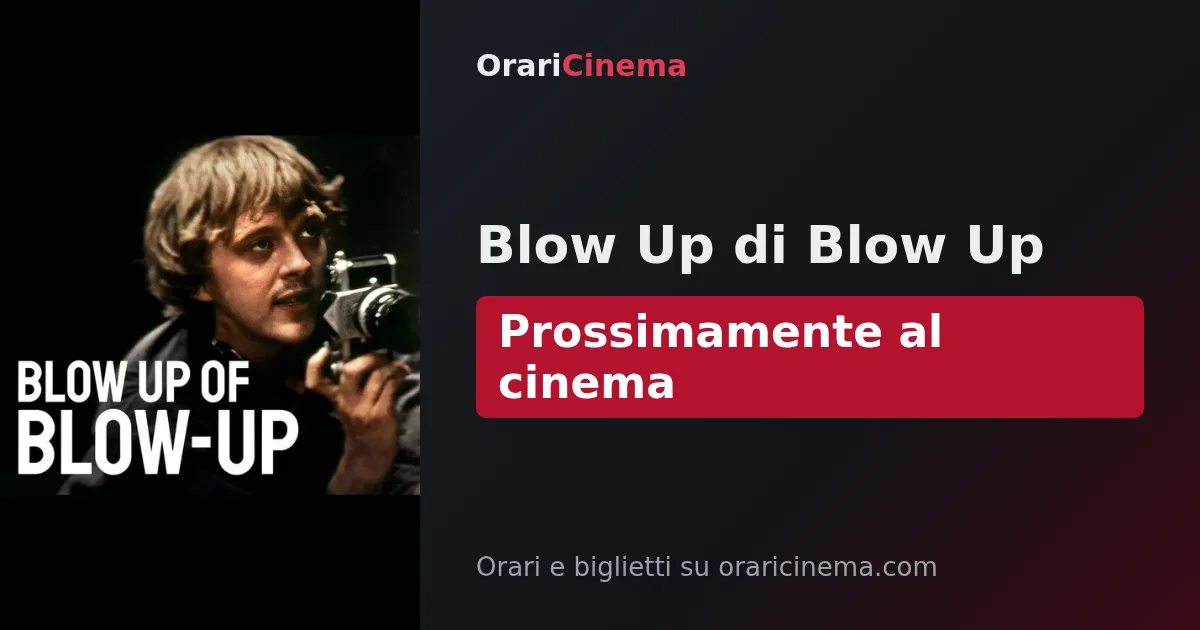 BLOW UP OF
BLOW-UP
OrariCinema
Blow Up di Blow Up
Prossimamente al
cinema
Orari e biglietti su oraricinema.com